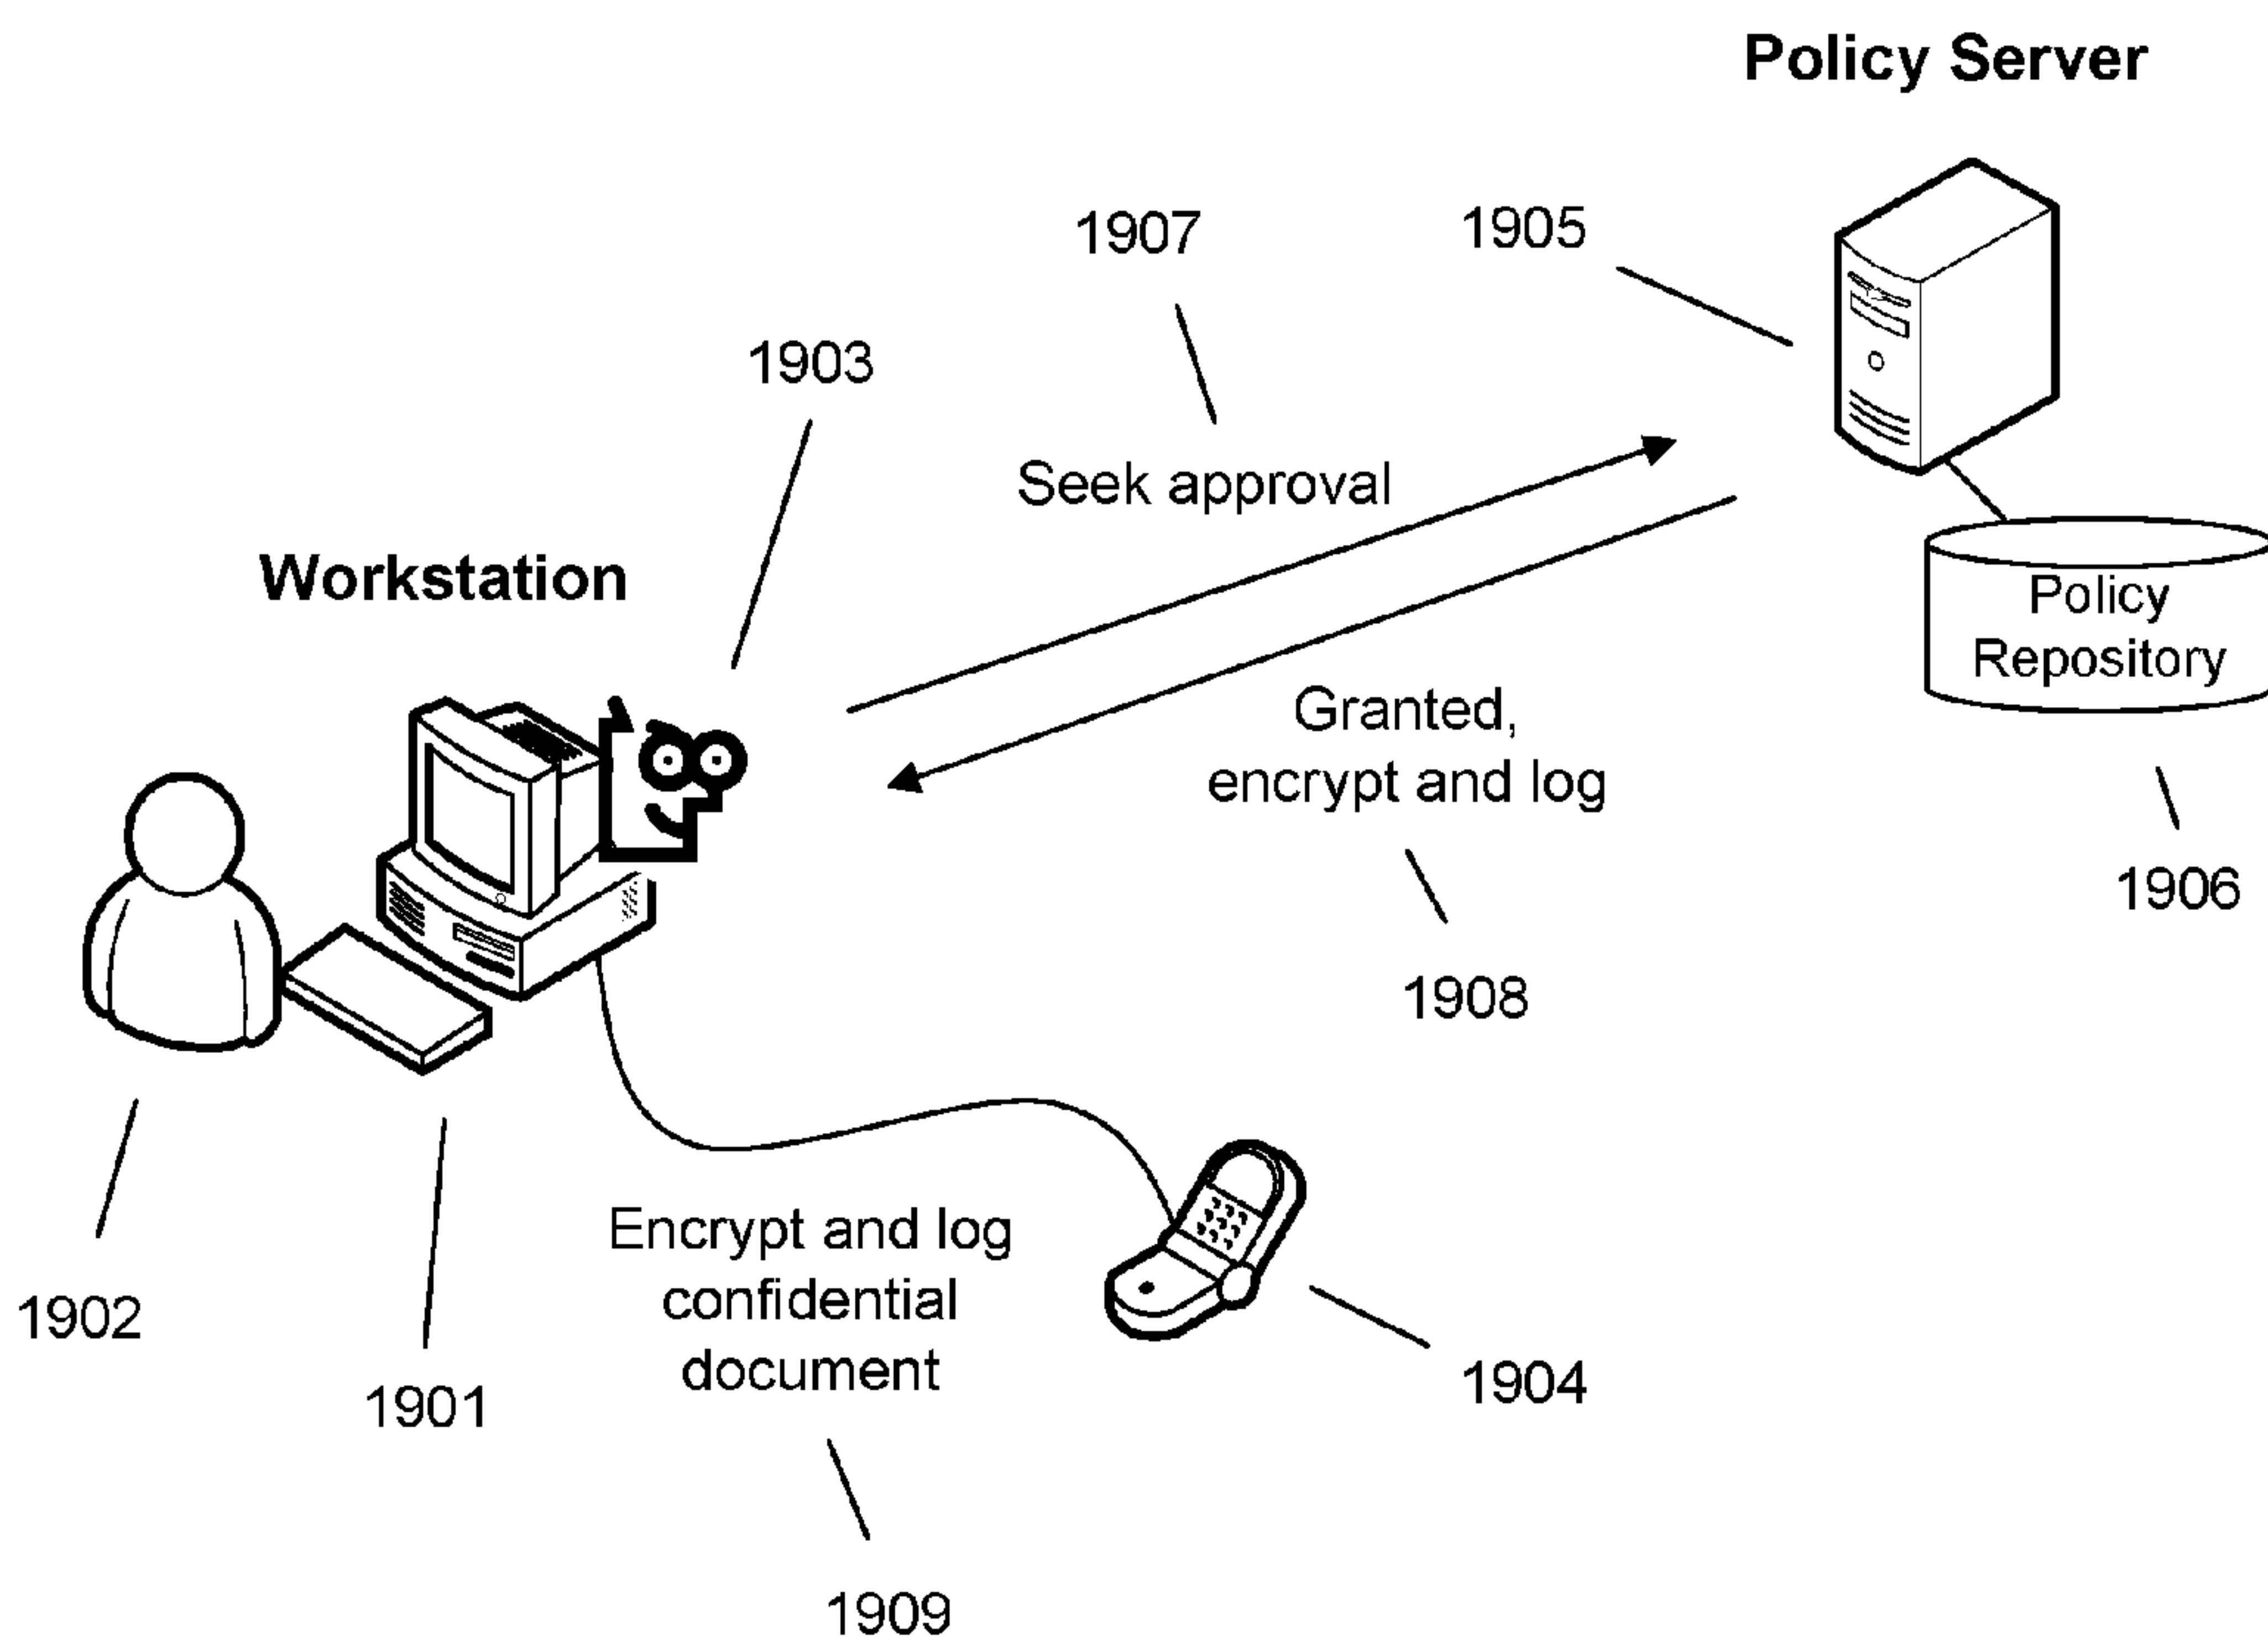 Policy Server
1907
1905
1903
Seek approval
Workstation
Policy
Repository
Granted,
encrypt and log
1906
1908
Encrypt and log
confidential
document
1902
1901
1904
1909